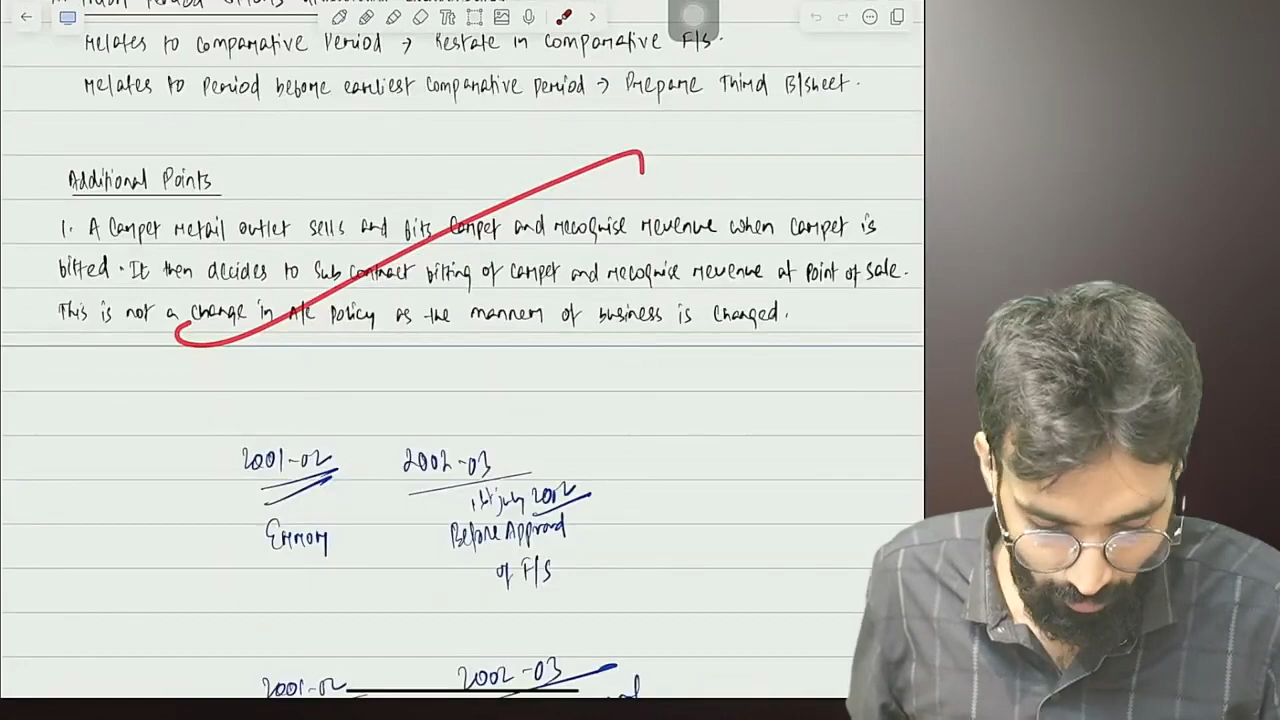 Relates to Comparative Period → Restate in Comparative F/s.
Relates to Period before earliest Comparative Period → Prepare Third B/Sheet.
Additional Points
1. A Carpet retail outlet sells and fits Carpet and recognise revenue when carpet is
fitted. It then decides to Sub contract fitting of carpet and recognise revenue at point of sale.
This is not a change in A/c Policy as the manner of business is changed.
2001-02 2002-03
1st July 2002
Error Before Approval
of F/S
2001-02 2002-03